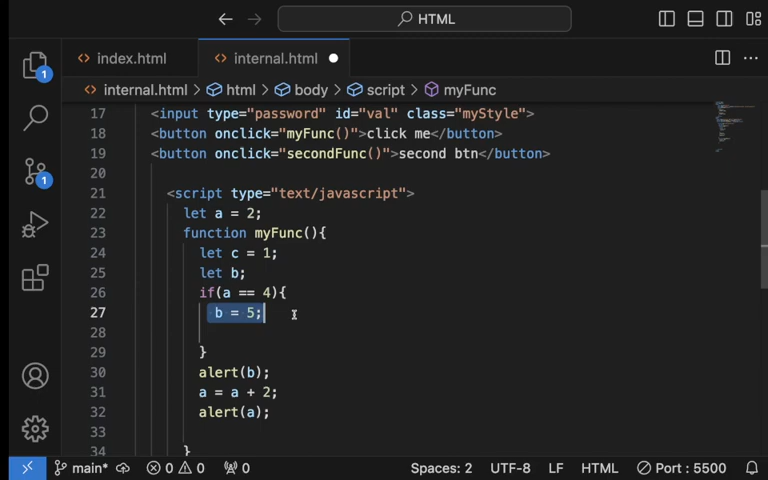 HTML
index.html
internal.html
internal.html > html > body > script > myFunc
17 <input type="password" id="val" class="myStyle">
18 <button onclick="myFunc()">click me</button>
19 <button onclick="secondFunc()">second btn</button>
20
21 <script type="text/javascript">
22 let a = 2;
23 function myFunc(){
24 let c = 1;
25 let b;
26 if(a == 4){
27 b = 5;
28
29 }
30 alert(b);
31 a = a + 2;
32 alert(a);
33
34 }
1
1
main* 0 0 0 Spaces: 2 UTF-8 LF HTML Port : 5500